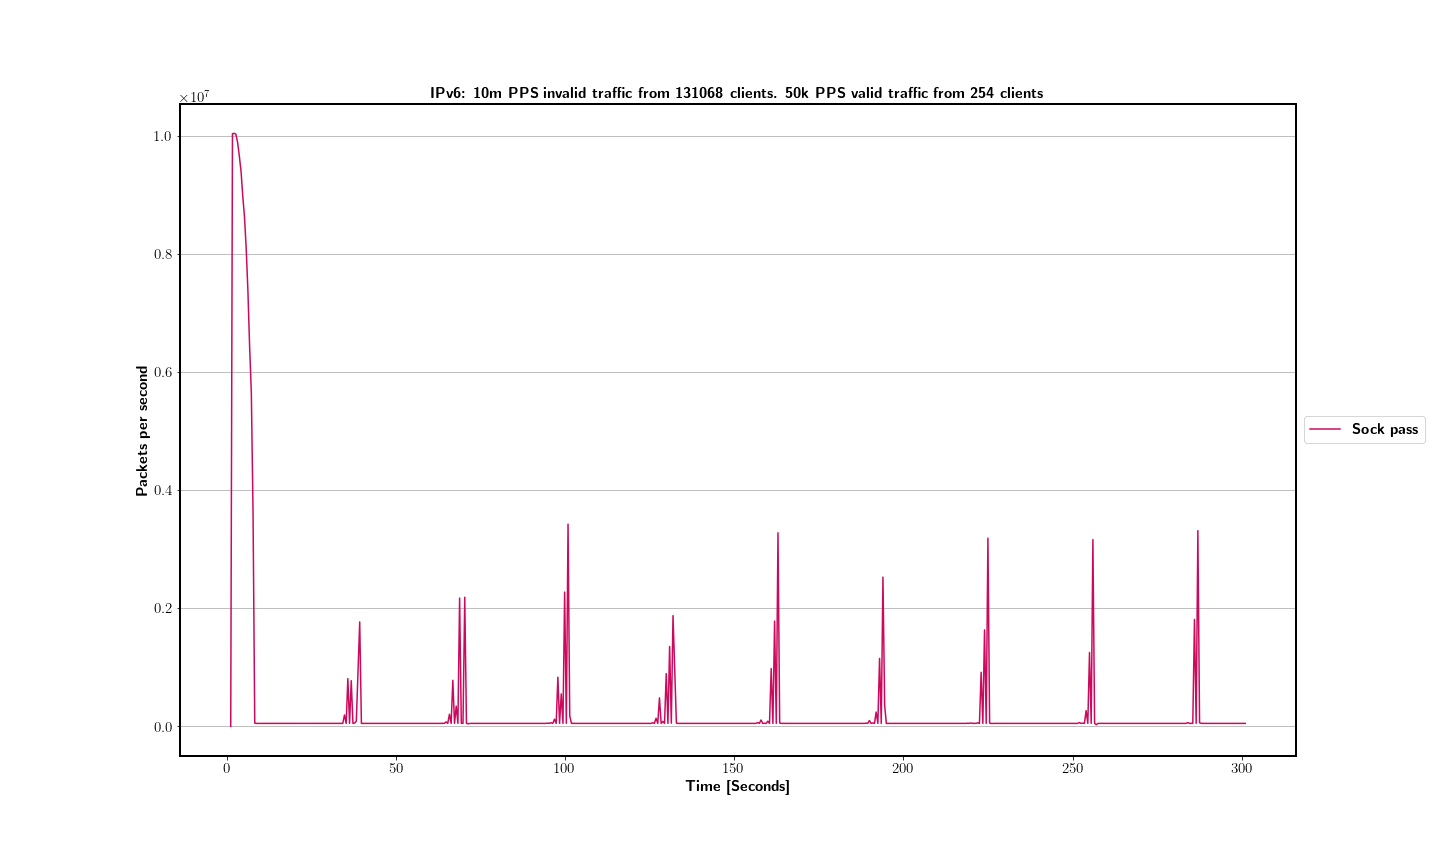 IPv6: 10m PPS invalid traffic from 131068 clients. 50k PPS valid traffic from 254 clients
×10⁷
1.0
0.8
0.6
0.4
0.2
0.0
Packets per second
0 50 100 150 200 250 300
Time [Seconds]
Sock pass